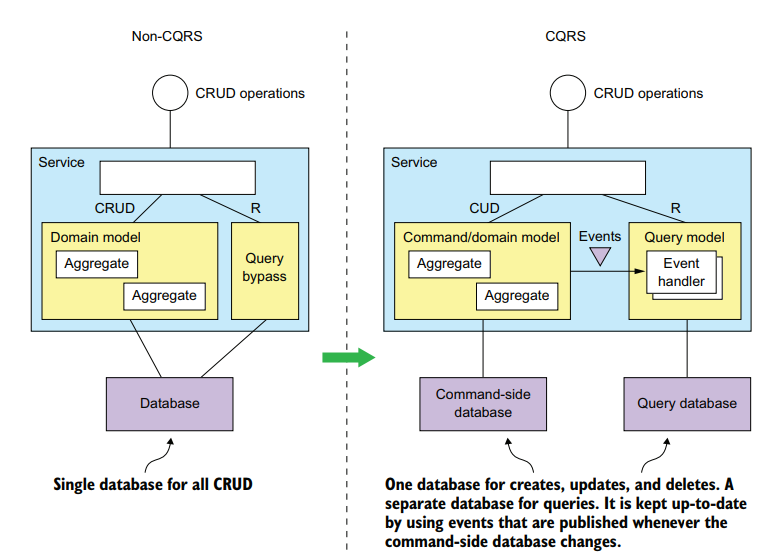 Non-CQRS
CRUD operations
Service
CRUD
R
Domain model
Aggregate
Aggregate
Query
bypass
Database
Single database for all CRUD
CQRS
CRUD operations
Service
CUD
R
Command/domain model
Aggregate
Aggregate
Events
Query model
Event
handler
Command-side
database
Query database
One database for creates, updates, and deletes. A
separate database for queries. It is kept up-to-date
by using events that are published whenever the
command-side database changes.